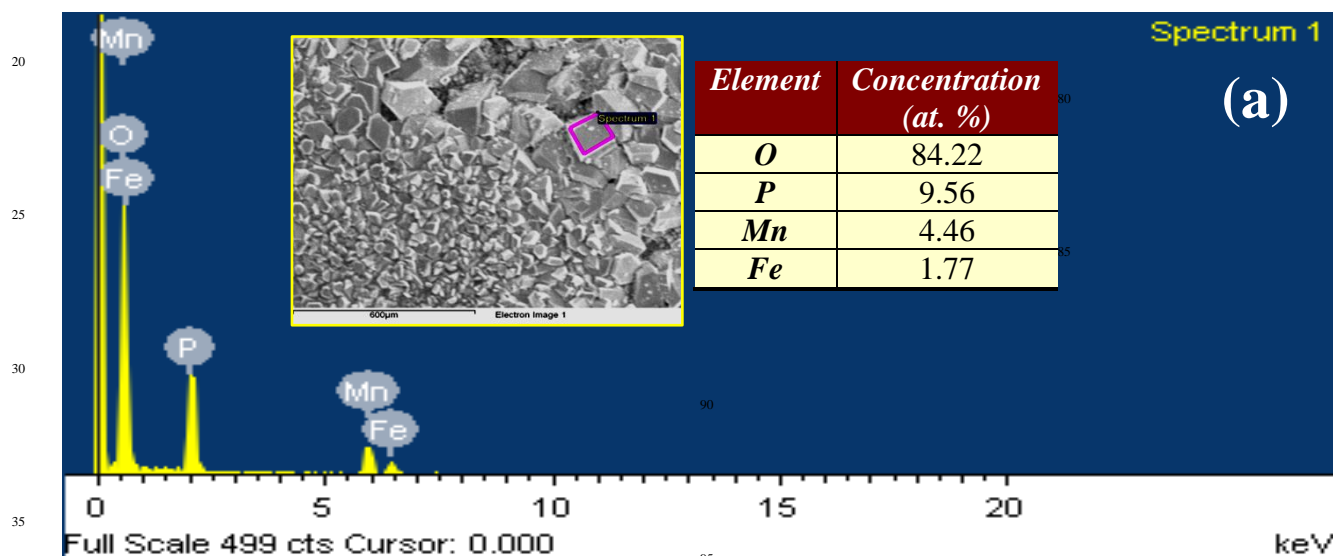 Spectrum 1
(a)
Mn
O
Fe
P
Mn
Fe
Spectrum 1
600µm Electron Image 1
Element Concentration (at. %)
O 84.22
P 9.56
Mn 4.46
Fe 1.77
20
25
30
35
80
85
90
0 5 10 15 20
Full Scale 499 cts Cursor: 0.000 keV